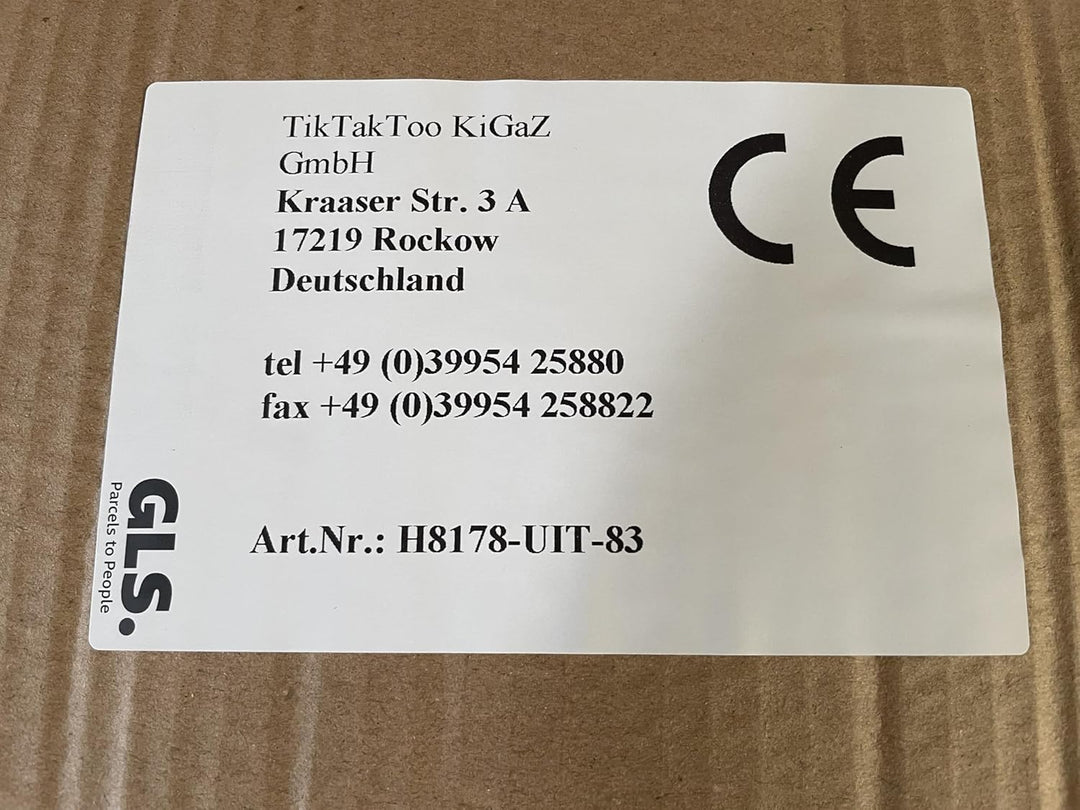 TikTakToo KiGaZ
GmbH
Kraaser Str. 3 A
17219 Rockow
Deutschland
tel +49 (0)39954 25880
fax +49 (0)39954 258822
Art.Nr.: H8178-UIT-83
CE
GLS.
Parcels to People